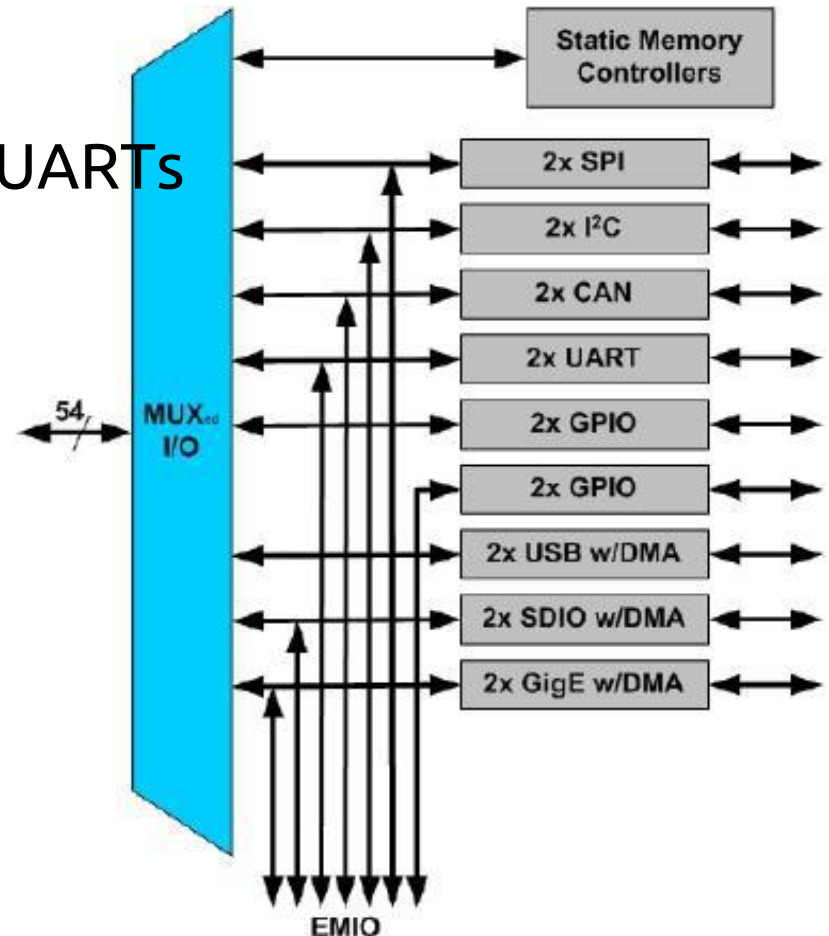 Static Memory
Controllers
UARTs
2x SPI
2x I²C
2x CAN
2x UART
54
MUXed
I/O
2x GPIO
2x GPIO
2x USB w/DMA
2x SDIO w/DMA
2x GigE w/DMA
EMIO